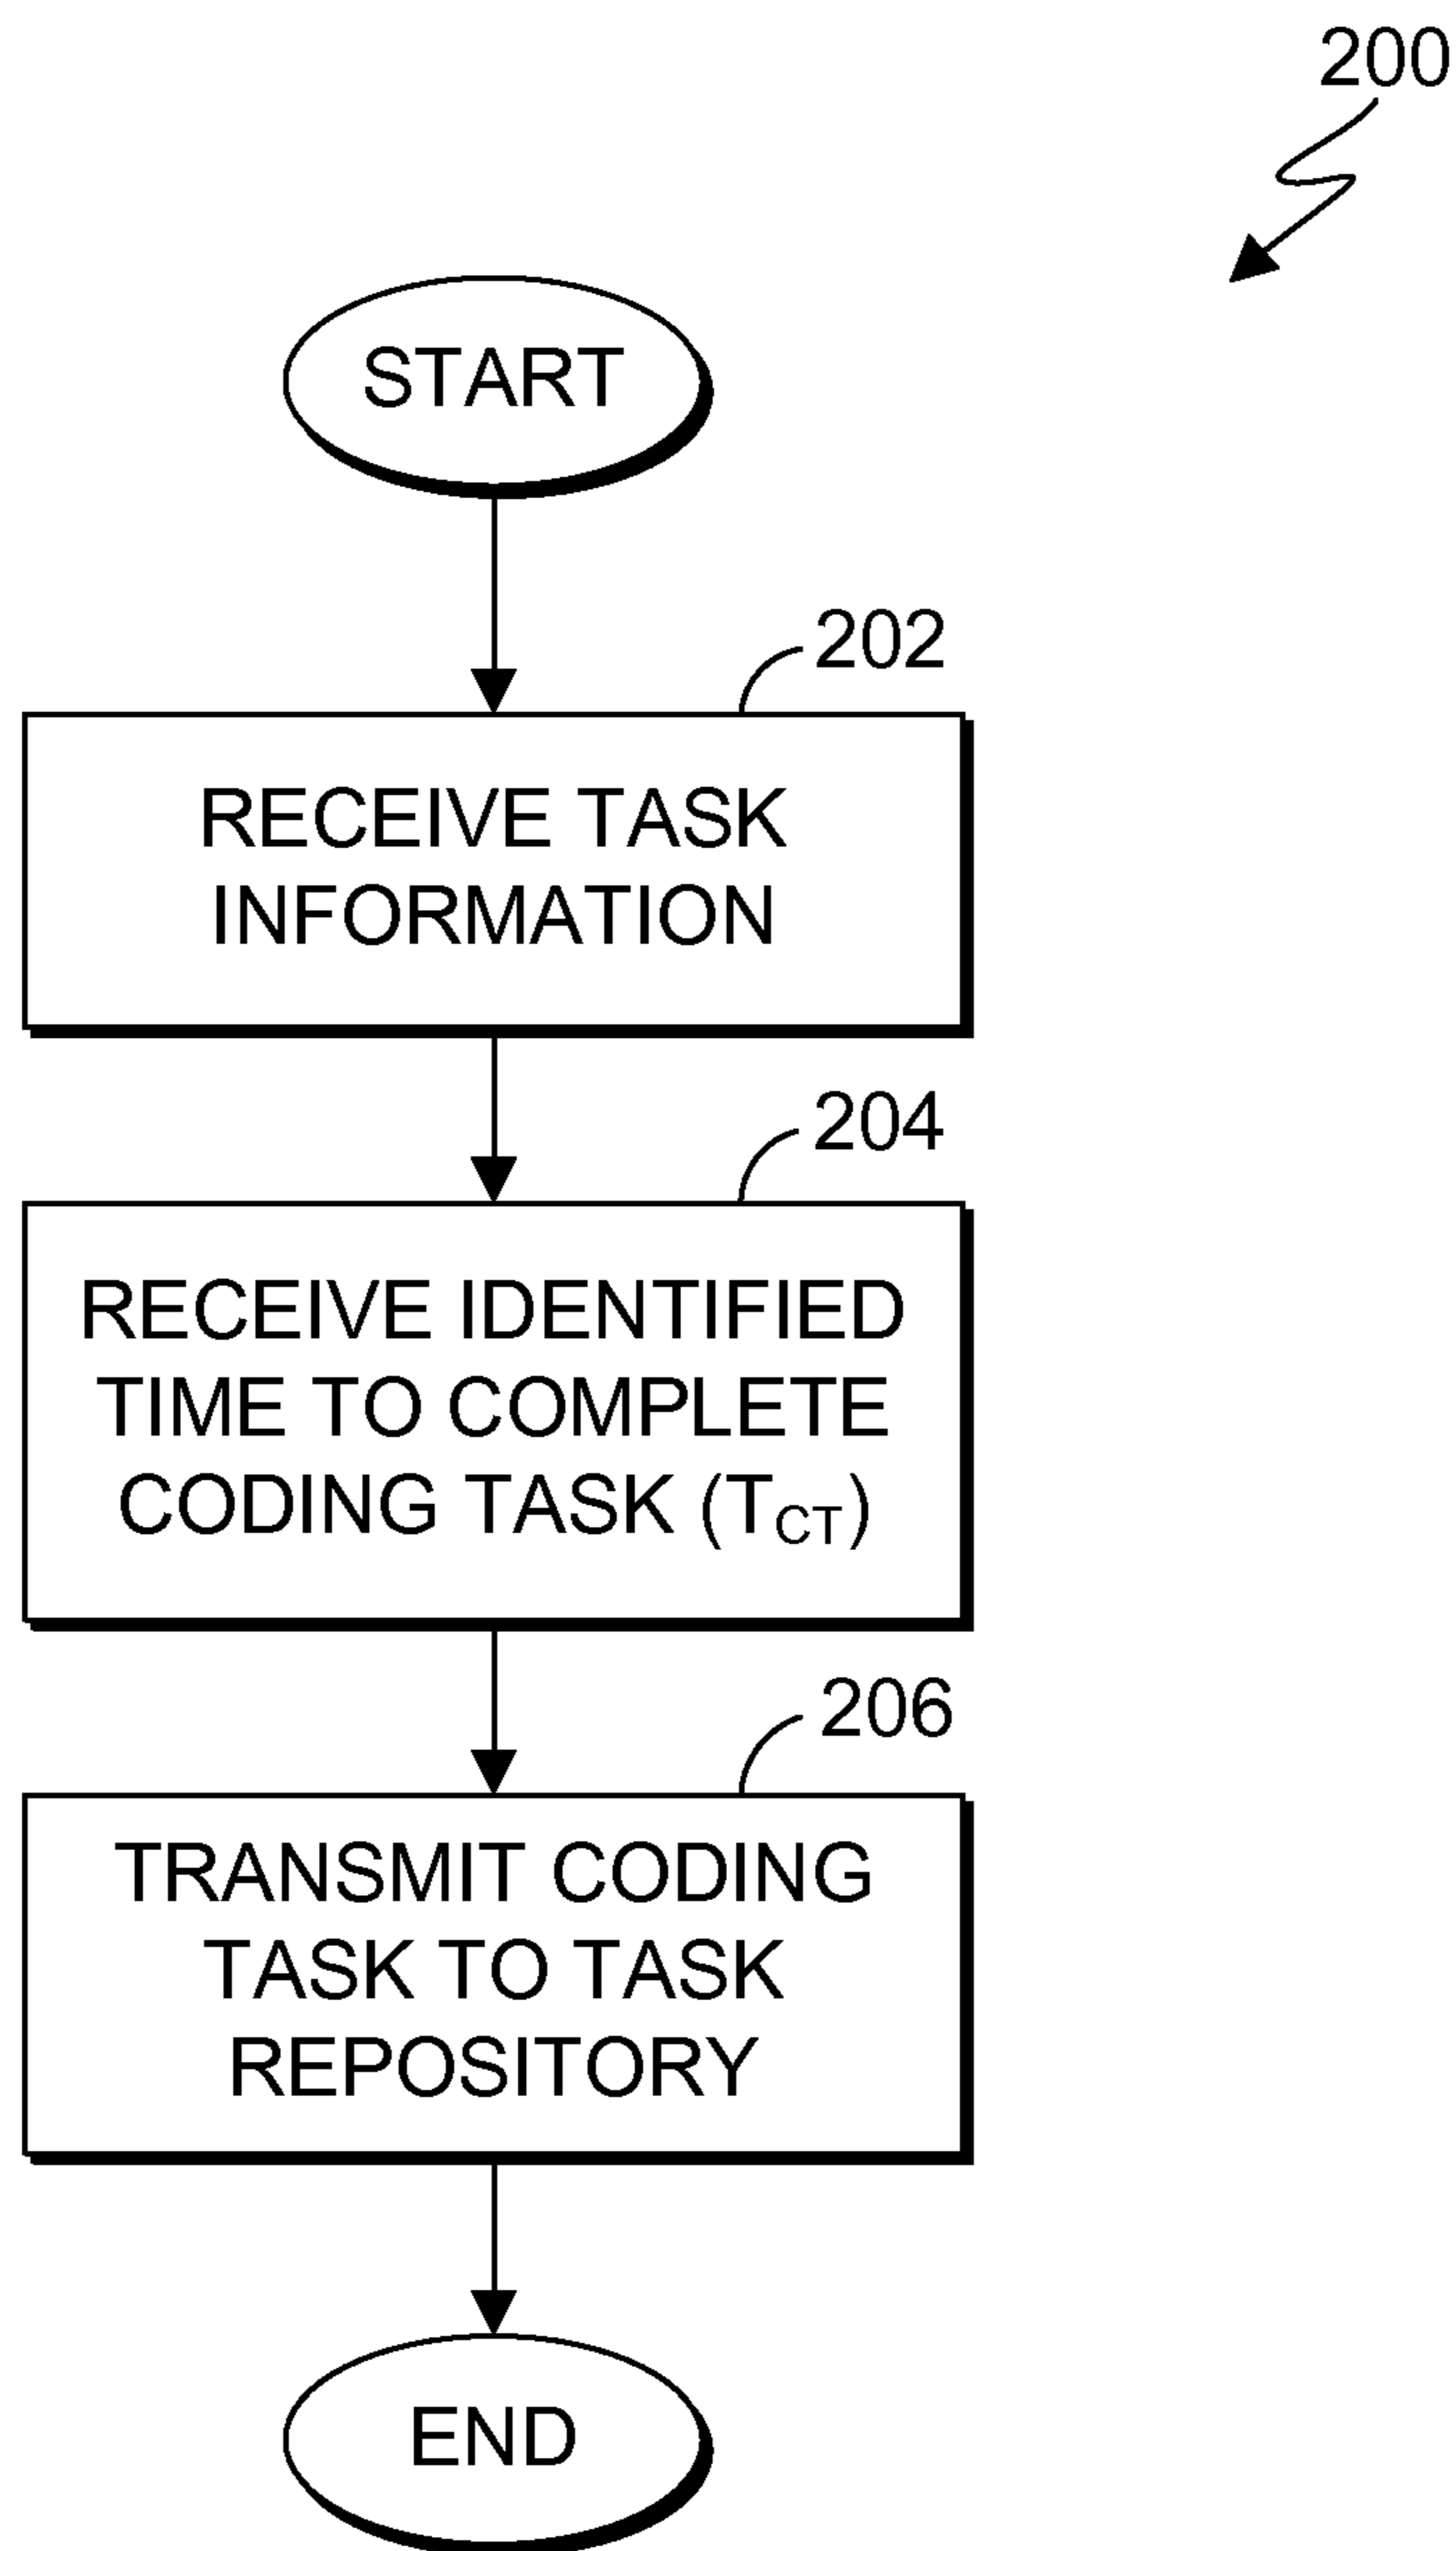 200
START
202
RECEIVE TASK
INFORMATION
204
RECEIVE IDENTIFIED
TIME TO COMPLETE
CODING TASK (TCT)
206
TRANSMIT CODING
TASK TO TASK
REPOSITORY
END